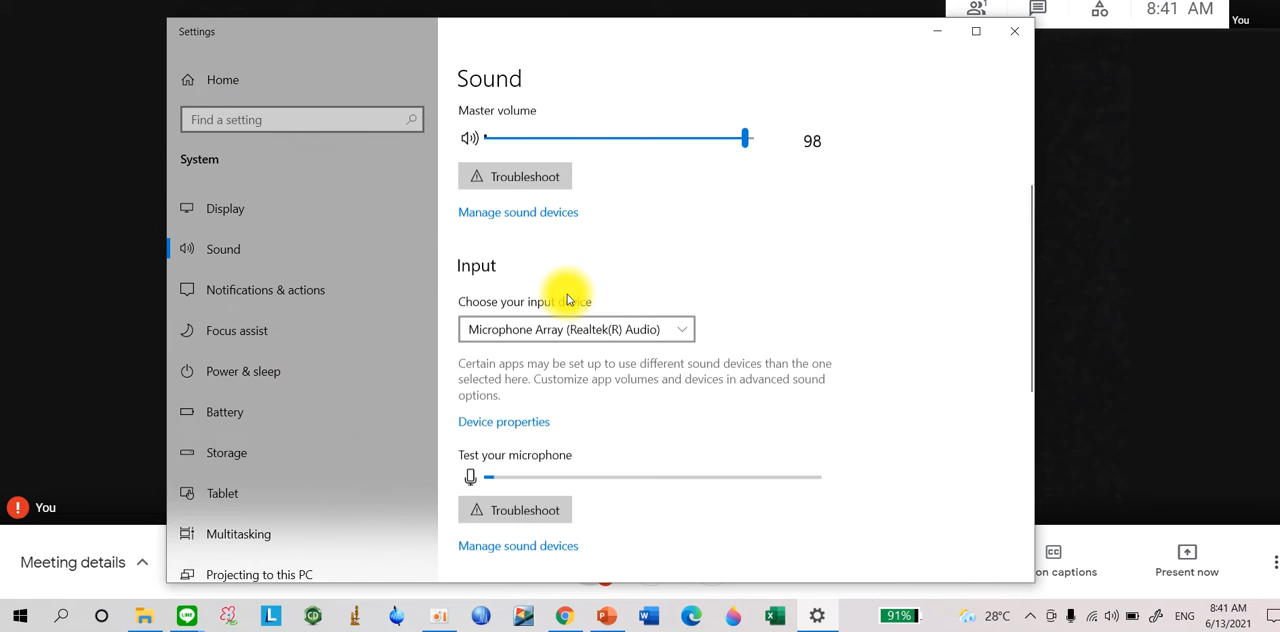 1
8:41 AM
You
Settings
Home
Find a setting
System
Display
Sound
Notifications & actions
Focus assist
Power & sleep
Battery
Storage
Tablet
Multitasking
Projecting to this PC
Sound
Master volume
98
Troubleshoot
Manage sound devices
Input
Choose your input device
Microphone Array (Realtek(R) Audio)
Certain apps may be set up to use different sound devices than the one
selected here. Customize app volumes and devices in advanced sound
options.
Device properties
Test your microphone
Troubleshoot
Manage sound devices
! You
Meeting details
CC
on captions
Present now
LINE
L
CD
91%
28°C
ENG
8:41 AM
6/13/2021